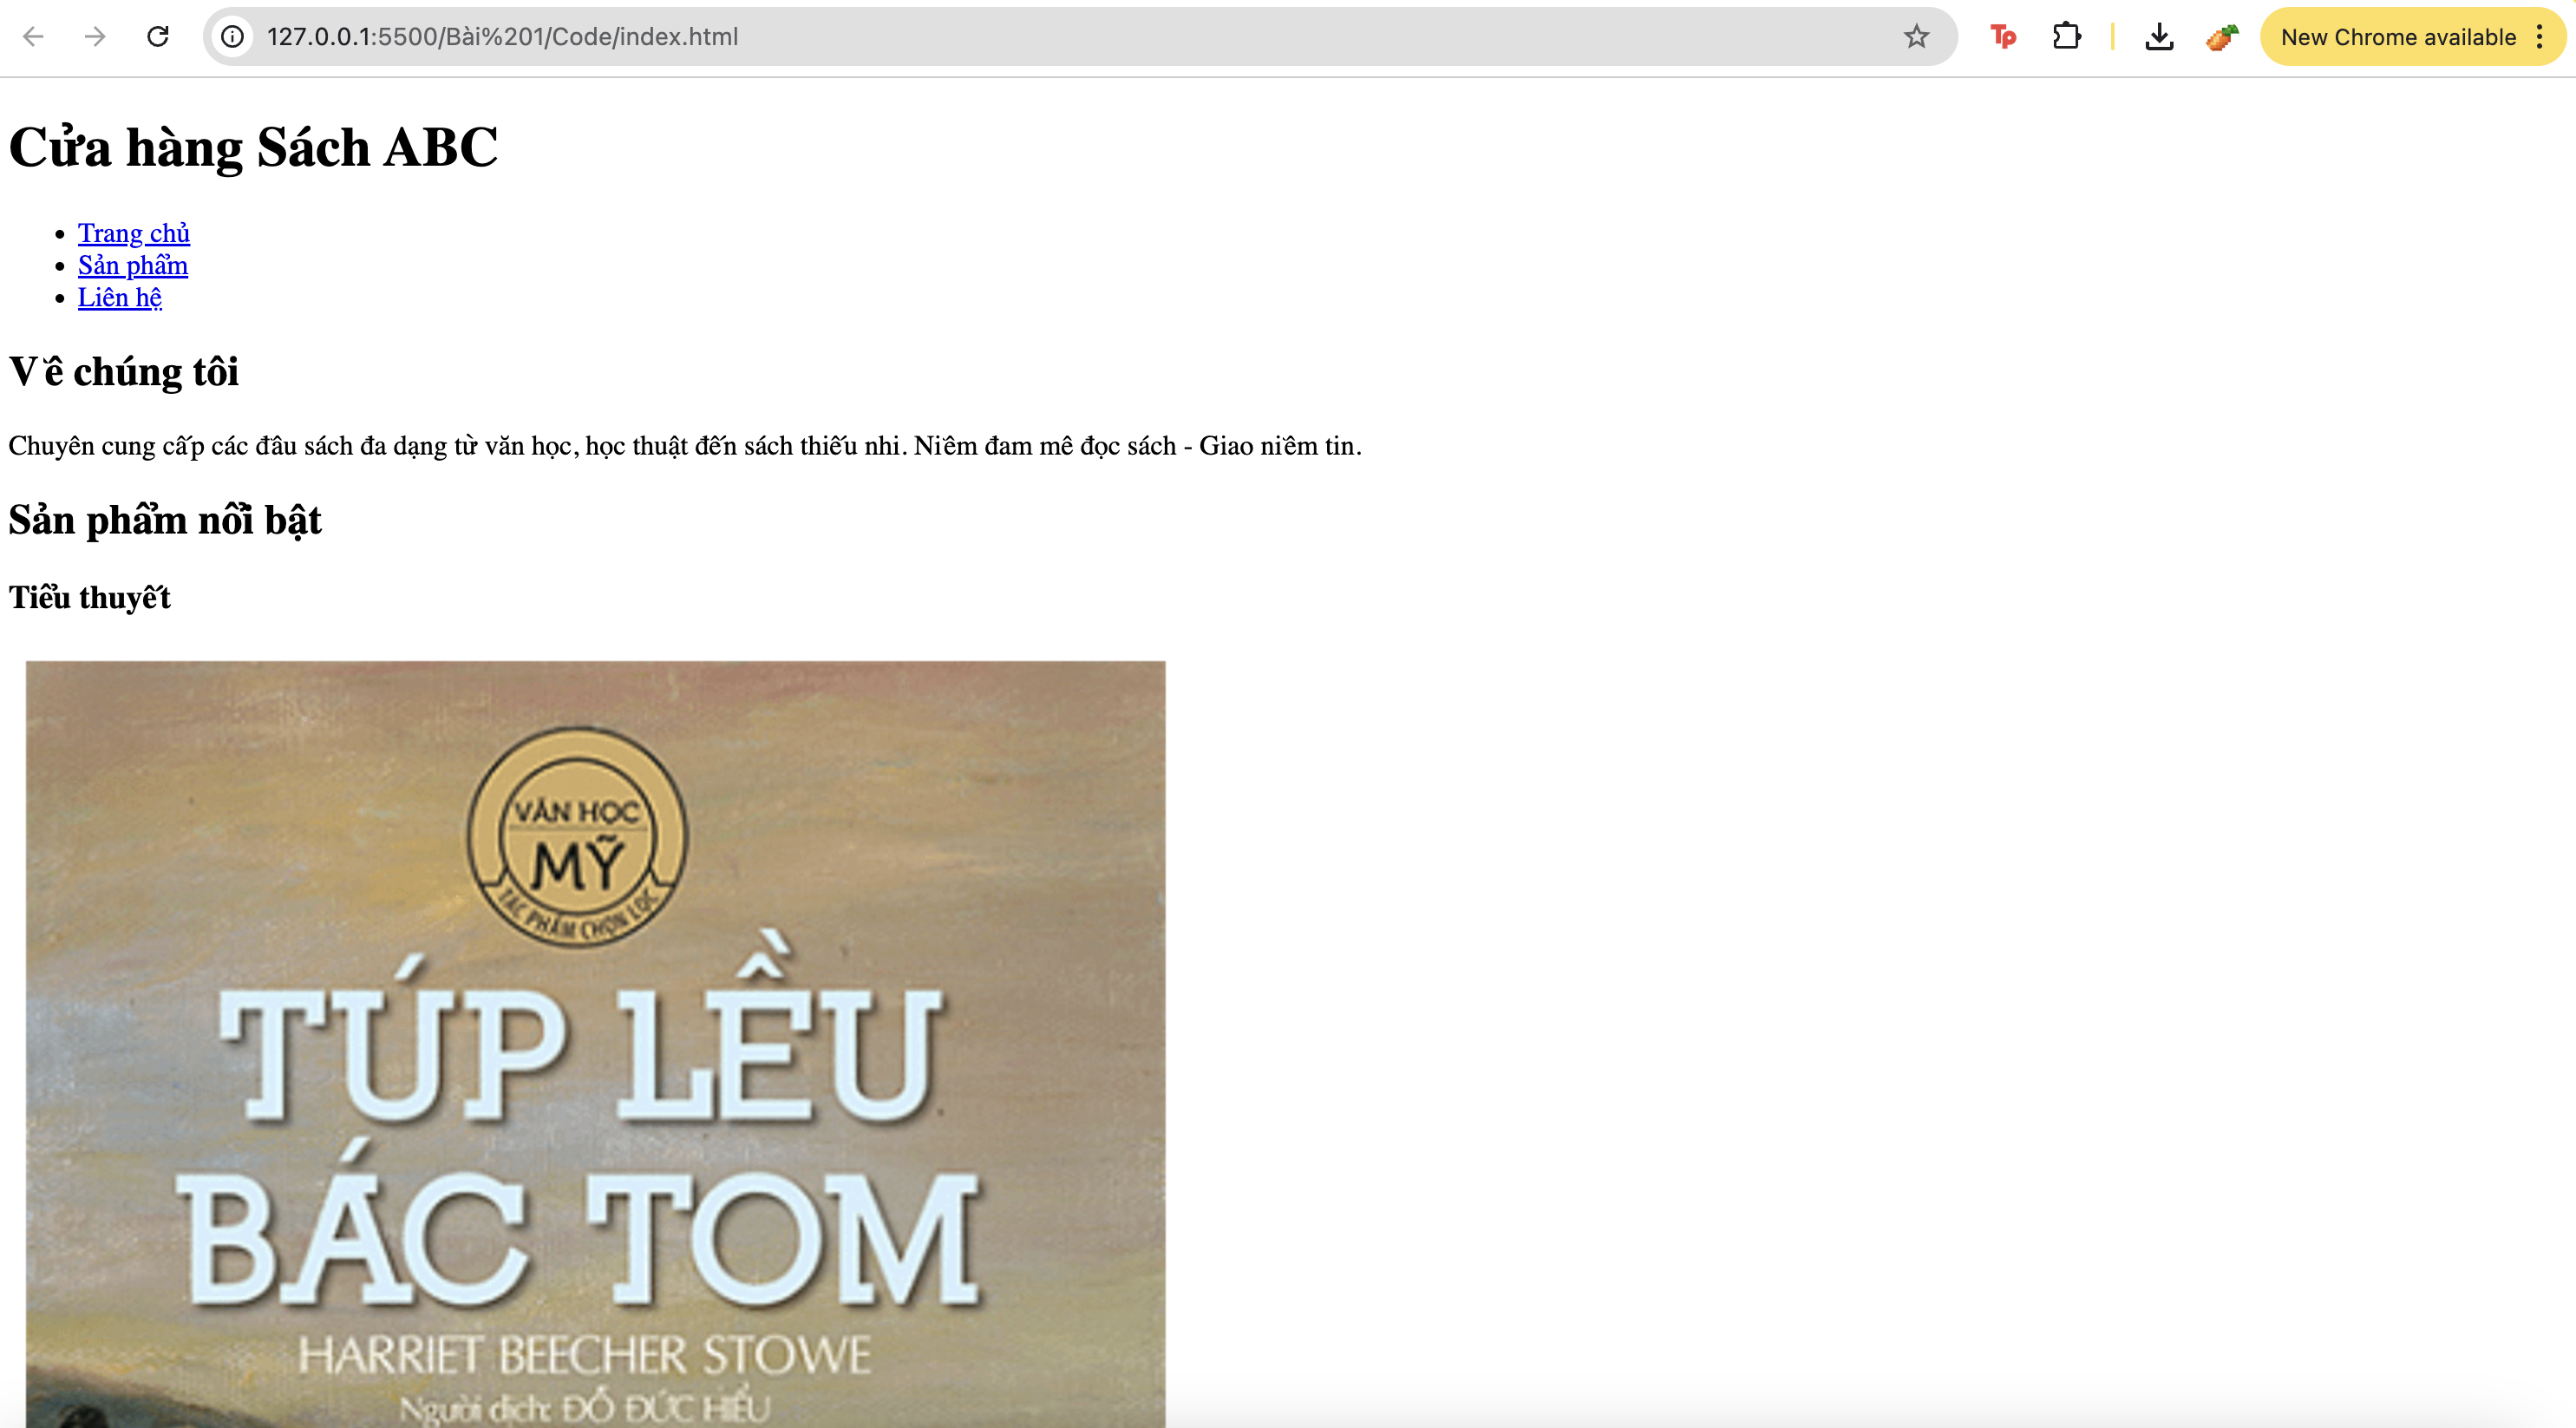 127.0.0.1:5500/Bài%201/Code/index.html
Tp
New Chrome available
Cửa hàng Sách ABC
Trang chủ
Sản phẩm
Liên hệ
Về chúng tôi
Chuyên cung cấp các đầu sách đa dạng từ văn học, học thuật đến sách thiếu nhi. Niềm đam mê đọc sách - Giao niềm tin.
Sản phẩm nổi bật
Tiểu thuyết
VĂN HỌC
MỸ
TÁC PHẨM CHỌN LỌC
TÚP LỀU
BÁC TOM
HARRIET BEECHER STOWE
Người dịch: ĐỖ ĐỨC HIỂU